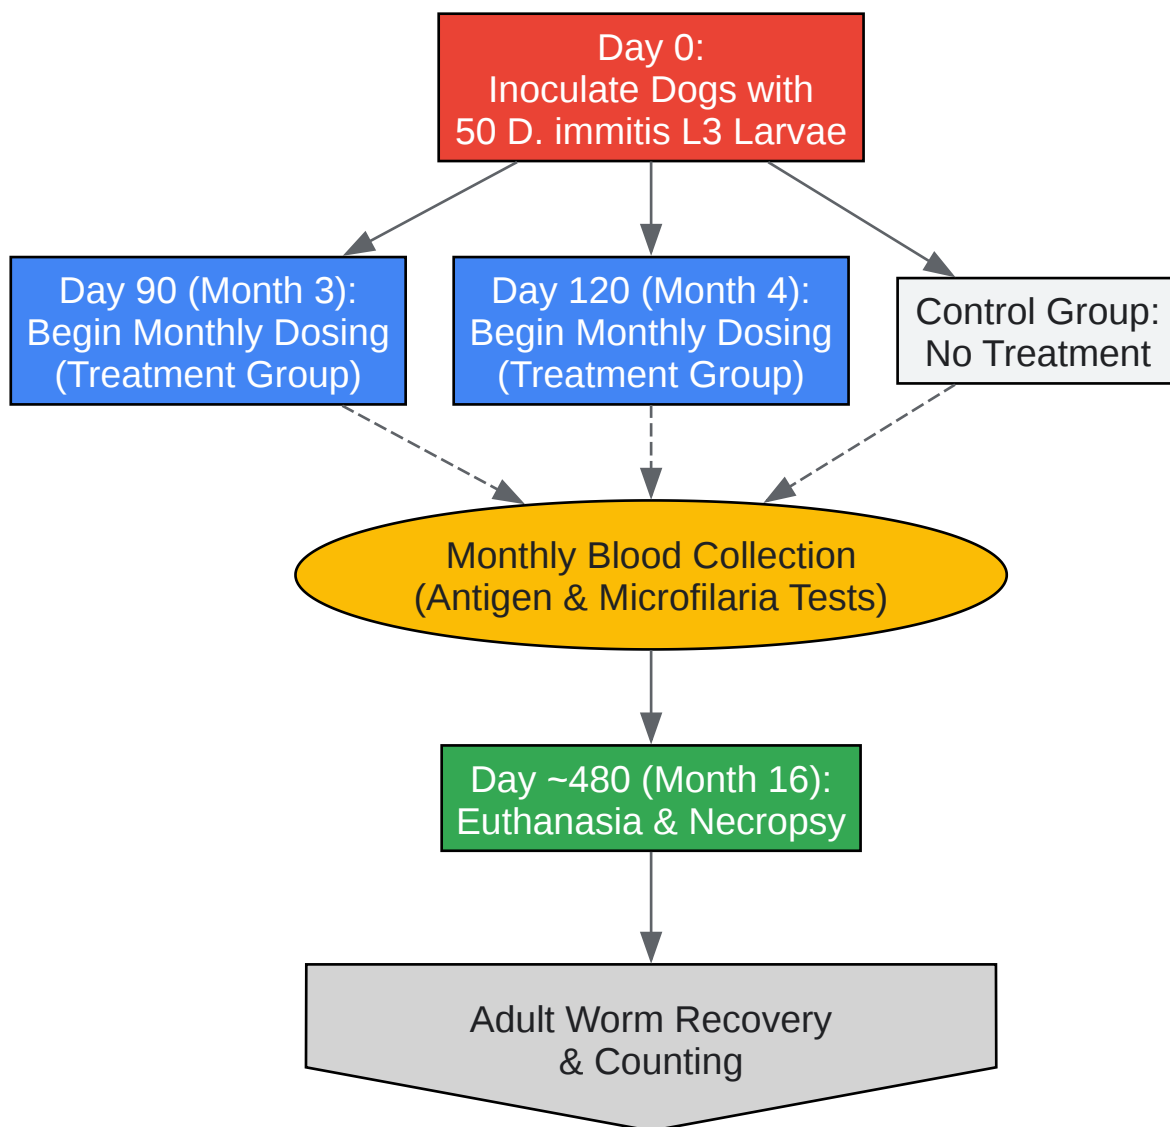 Day 0:
Inoculate Dogs with
50 D. immitis L3 Larvae
Day 90 (Month 3):
Begin Monthly Dosing
(Treatment Group)
Day 120 (Month 4):
Begin Monthly Dosing
(Treatment Group)
Control Group:
No Treatment
Monthly Blood Collection
(Antigen & Microfilaria Tests)
Day ~480 (Month 16):
Euthanasia & Necropsy
Adult Worm Recovery
& Counting